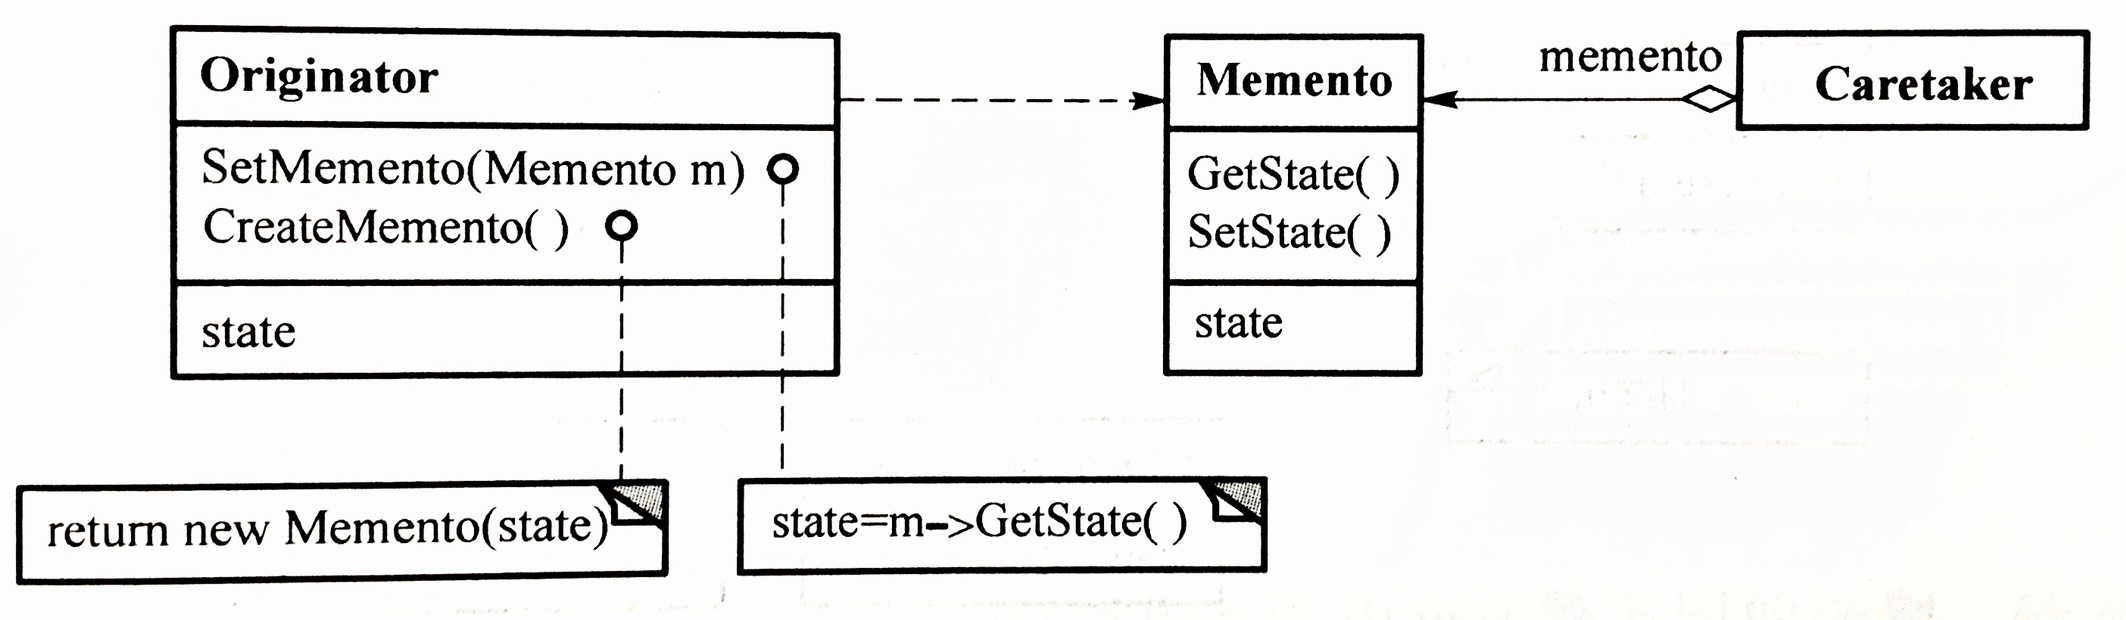 Originator
SetMemento(Memento m)
CreateMemento( )
state
Memento
GetState( )
SetState( )
state
memento
Caretaker
return new Memento(state)
state=m->GetState( )